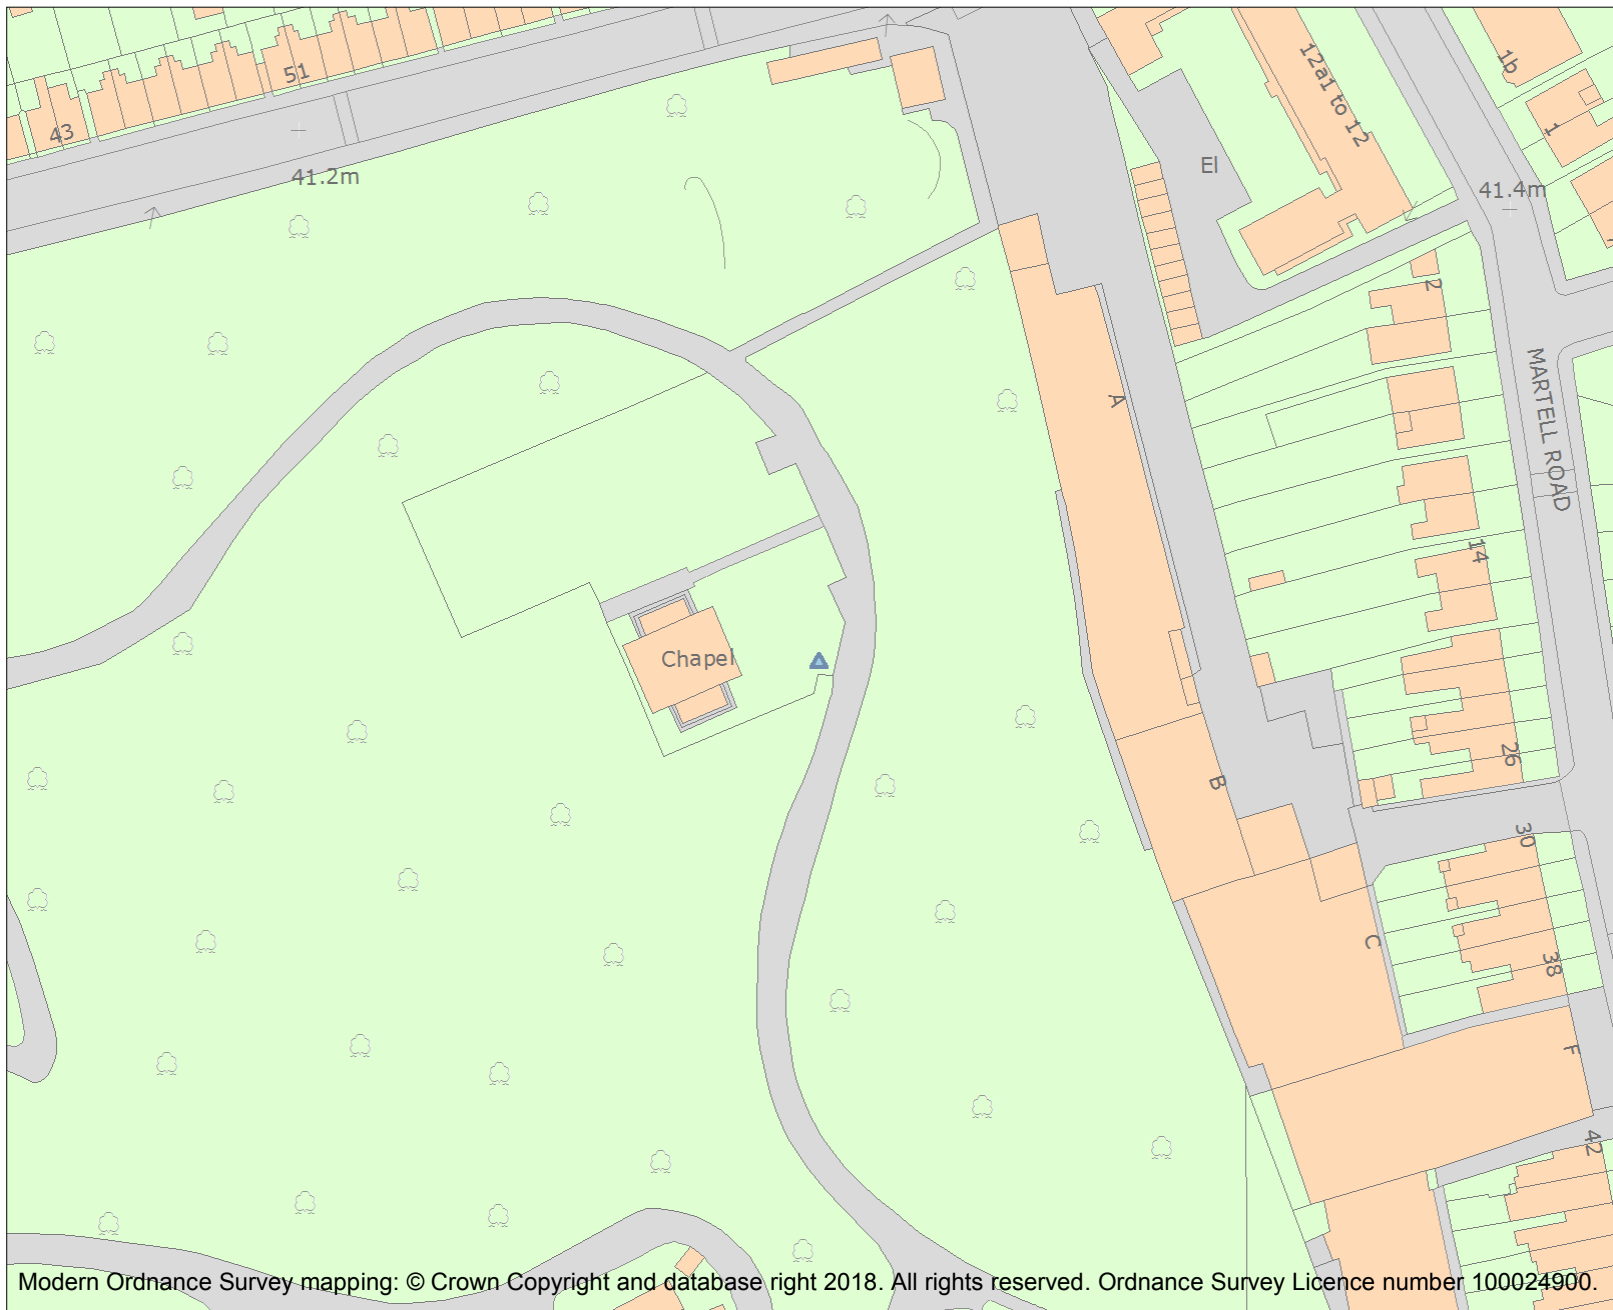 51
43
41.2m
12a1 to 12
1b
1
El
41.4m
2
A
MARTELL ROAD
14
Chapel
B
26
30
C
38
F
42
Modern Ordnance Survey mapping: © Crown Copyright and database right 2018. All rights reserved. Ordnance Survey Licence number 100024900.